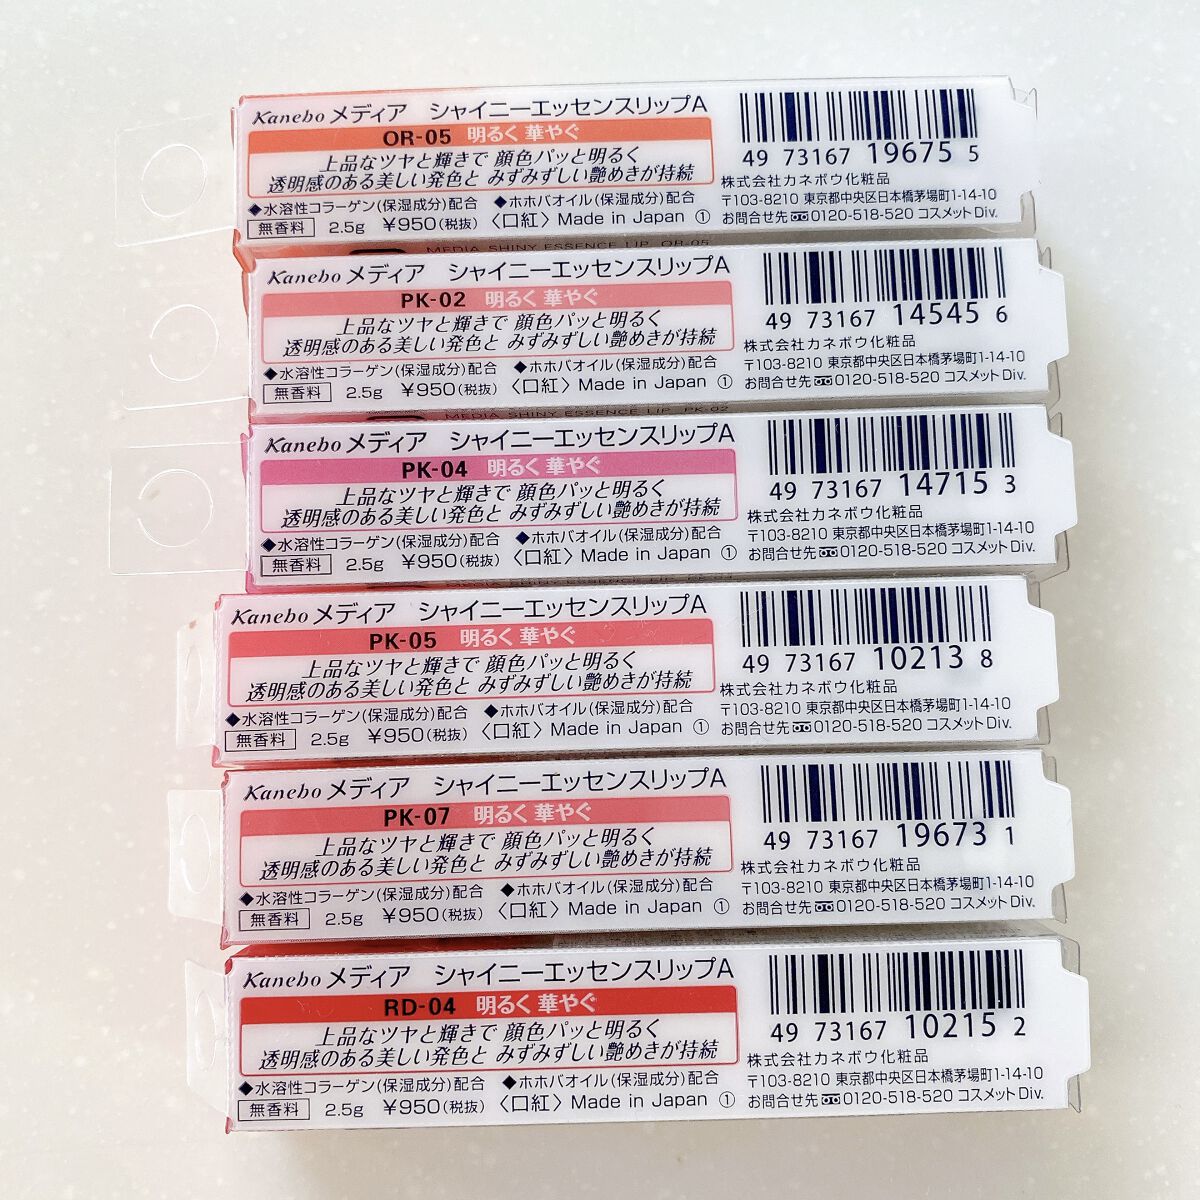 Kanebo メディア シャイニーエッセンスリップA
OR-05 明るく 華やぐ
上品なツヤと輝きで 顔色パッと明るく
透明感のある美しい発色と みずみずしい艶めきが持続
◆水溶性コラーゲン(保湿成分)配合 ◆ホホバオイル(保湿成分)配合
無香料 2.5g ¥950(税抜) 〈口紅〉 Made in Japan ①
49 73167 19675 5
株式会社カネボウ化粧品
〒103-8210 東京都中央区日本橋茅場町1-14-10
お問合せ先 0120-518-520 コスメットDiv.
MEDIA SHINY ESSENCE LIP OR-05
Kanebo メディア シャイニーエッセンスリップA
PK-02 明るく 華やぐ
上品なツヤと輝きで 顔色パッと明るく
透明感のある美しい発色と みずみずしい艶めきが持続
◆水溶性コラーゲン(保湿成分)配合 ◆ホホバオイル(保湿成分)配合
無香料 2.5g ¥950(税抜) 〈口紅〉 Made in Japan ①
49 73167 14545 6
株式会社カネボウ化粧品
〒103-8210 東京都中央区日本橋茅場町1-14-10
お問合せ先 0120-518-520 コスメットDiv.
MEDIA SHINY ESSENCE LIP PK-02
Kanebo メディア シャイニーエッセンスリップA
PK-04 明るく 華やぐ
上品なツヤと輝きで 顔色パッと明るく
透明感のある美しい発色と みずみずしい艶めきが持続
◆水溶性コラーゲン(保湿成分)配合 ◆ホホバオイル(保湿成分)配合
無香料 2.5g ¥950(税抜) 〈口紅〉 Made in Japan ①
49 73167 14715 3
株式会社カネボウ化粧品
〒103-8210 東京都中央区日本橋茅場町1-14-10
お問合せ先 0120-518-520 コスメットDiv.
MEDIA SHINY ESSENCE LIP
Kanebo メディア シャイニーエッセンスリップA
PK-05 明るく 華やぐ
上品なツヤと輝きで 顔色パッと明るく
透明感のある美しい発色と みずみずしい艶めきが持続
◆水溶性コラーゲン(保湿成分)配合 ◆ホホバオイル(保湿成分)配合
無香料 2.5g ¥950(税抜) 〈口紅〉 Made in Japan ①
49 73167 10213 8
株式会社カネボウ化粧品
〒103-8210 東京都中央区日本橋茅場町1-14-10
お問合せ先 0120-518-520 コスメットDiv.
Kanebo メディア シャイニーエッセンスリップA
PK-07 明るく 華やぐ
上品なツヤと輝きで 顔色パッと明るく
透明感のある美しい発色と みずみずしい艶めきが持続
◆水溶性コラーゲン(保湿成分)配合 ◆ホホバオイル(保湿成分)配合
無香料 2.5g ¥950(税抜) 〈口紅〉 Made in Japan ①
49 73167 19673 1
株式会社カネボウ化粧品
〒103-8210 東京都中央区日本橋茅場町1-14-10
お問合せ先 0120-518-520 コスメットDiv.
Kanebo メディア シャイニーエッセンスリップA
RD-04 明るく 華やぐ
上品なツヤと輝きで 顔色パッと明るく
透明感のある美しい発色と みずみずしい艶めきが持続
◆水溶性コラーゲン(保湿成分)配合 ◆ホホバオイル(保湿成分)配合
無香料 2.5g ¥950(税抜) 〈口紅〉 Made in Japan ①
49 73167 10215 2
株式会社カネボウ化粧品
〒103-8210 東京都中央区日本橋茅場町1-14-10
お問合せ先 0120-518-520 コスメットDiv.